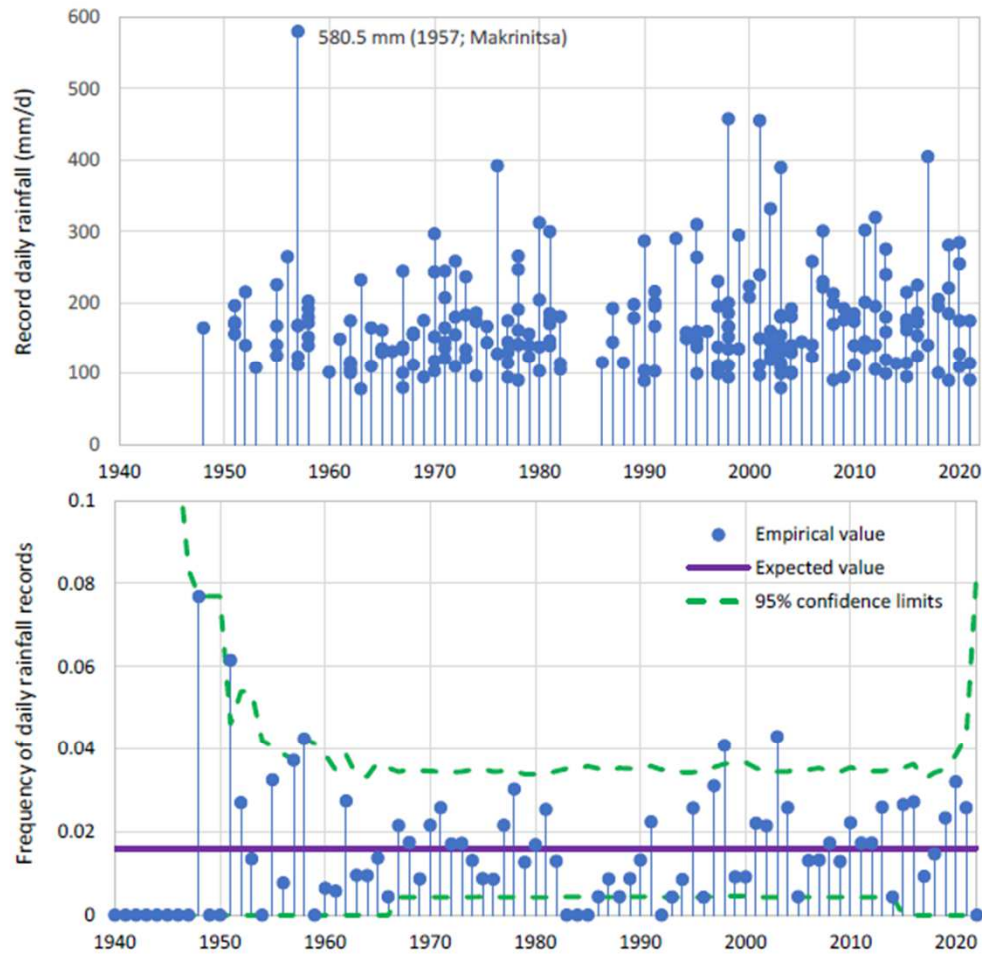 Record daily rainfall (mm/d)
600
500
400
300
200
100
0
580.5 mm (1957; Makrinitsa)
1940 1950 1960 1970 1980 1990 2000 2010 2020
Frequency of daily rainfall records
0.1
0.08
0.06
0.04
0.02
0
Empirical value
Expected value
95% confidence limits
1940 1950 1960 1970 1980 1990 2000 2010 2020